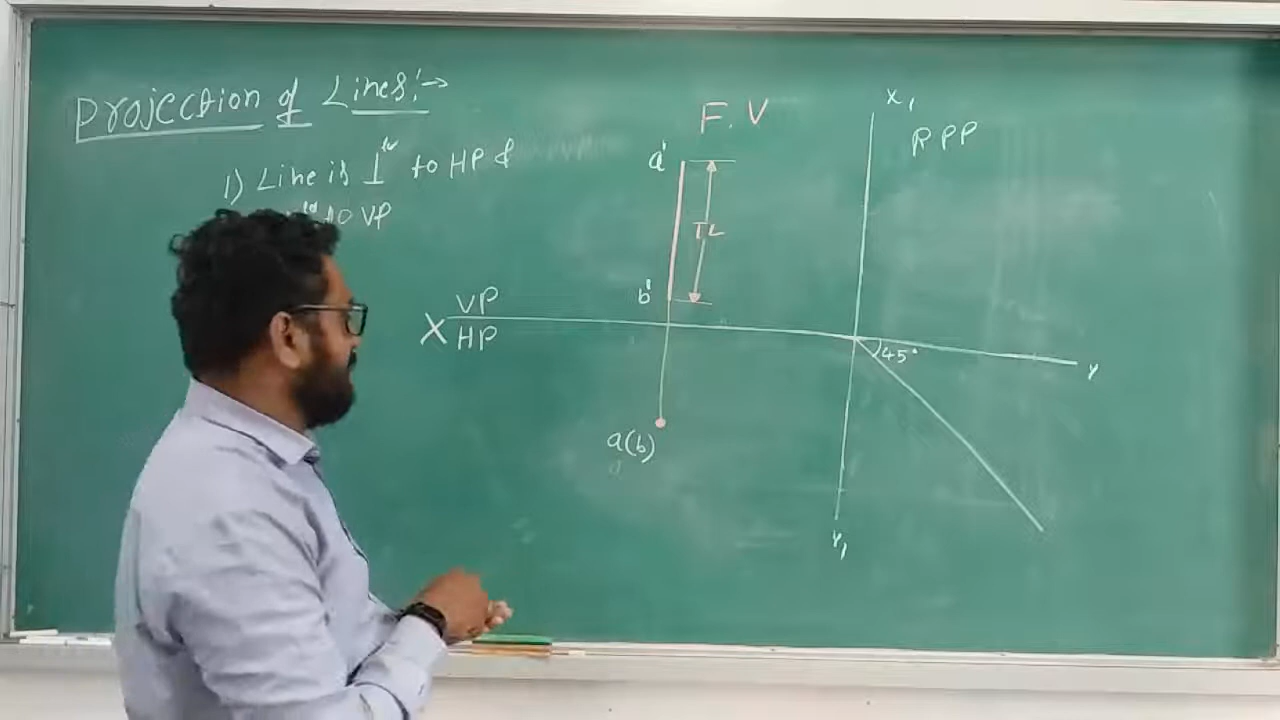 Projection of Lines:→
1) Line is ⊥ to HP &
to VP
F.V
a'
TL
b'
X
VP
HP
a(b)
X₁
RPP
45°
Y
Y₁